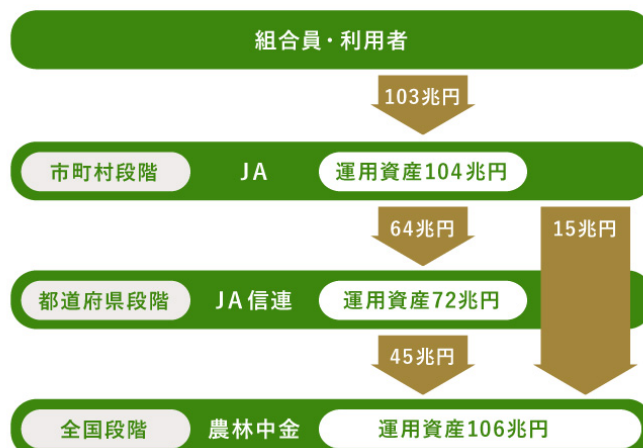 組合員・利用者
103兆円
市町村段階 JA 運用資産104兆円
64兆円 15兆円
都道府県段階 JA信連 運用資産72兆円
45兆円
全国段階 農林中金 運用資産106兆円